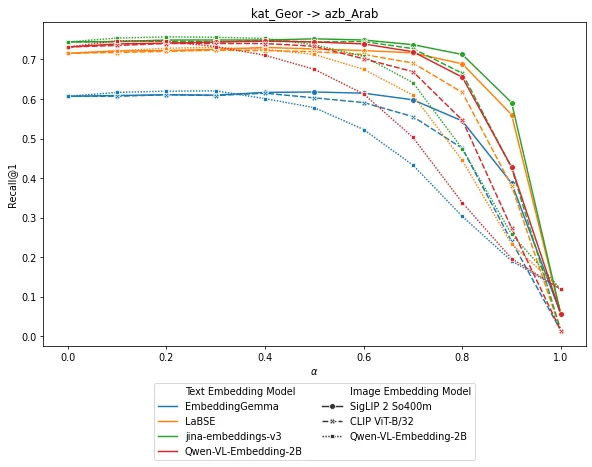 kat_Geor -> azb_Arab
Recall@1
0.7
0.6
0.5
0.4
0.3
0.2
0.1
0.0
0.0
0.2
0.4
0.6
0.8
1.0
α
Text Embedding Model
EmbeddingGemma
LaBSE
jina-embeddings-v3
Qwen-VL-Embedding-2B
Image Embedding Model
SigLIP 2 So400m
CLIP ViT-B/32
Qwen-VL-Embedding-2B